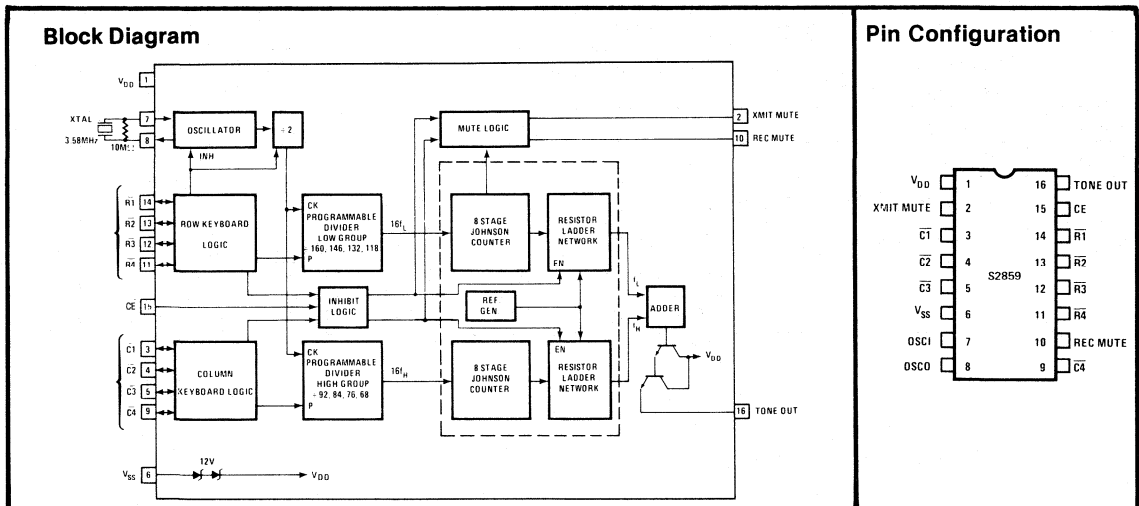 Block Diagram
VDD 1
XTAL
7
8
3.58MHz
10MΩ
OSCILLATOR
÷ 2
INH
R1 14
R2 13
R3 12
R4 11
ROW KEYBOARD
LOGIC
CK
PROGRAMMABLE
DIVIDER
LOW GROUP
÷ 160, 146, 132, 118
P
16fL
MUTE LOGIC
2 XMIT MUTE
10 REC MUTE
8 STAGE
JOHNSON
COUNTER
RESISTOR
LADDER
NETWORK
EN
CE 15
INHIBIT
LOGIC
REF
GEN
fL
ADDER
fH
VDD
C1 3
C2 4
C3 5
C4 9
COLUMN
KEYBOARD LOGIC
CK
PROGRAMMABLE
DIVIDER
HIGH GROUP
÷ 92, 84, 76, 68
P
16fH
8 STAGE
JOHNSON
COUNTER
EN
RESISTOR
LADDER
NETWORK
16 TONE OUT
VSS 6
12V
VDD
Pin Configuration
VDD 1
16 TONE OUT
XMIT MUTE 2
15 CE
C1 3
14 R1
C2 4
13 R2
S2859
C3 5
12 R3
VSS 6
11 R4
OSCI 7
10 REC MUTE
OSCO 8
9 C4